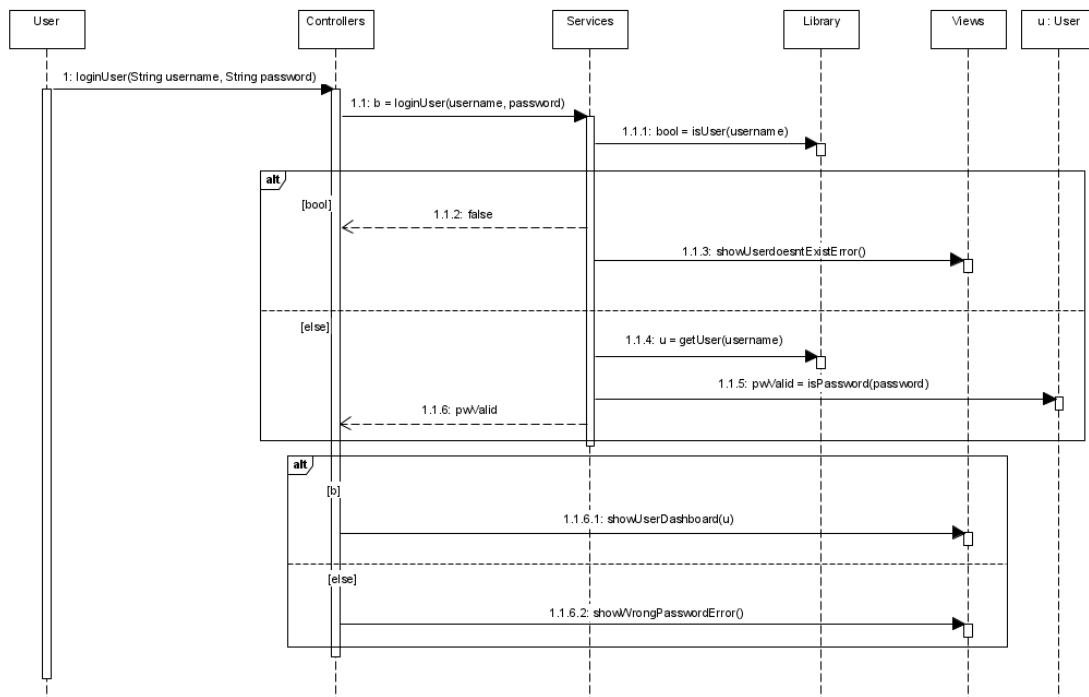 User
Controllers
Services
Library
Views
u : User
1: loginUser(String username, String password)
1.1: b = loginUser(username, password)
1.1.1: bool = isUser(username)
alt
[bool]
1.1.2: false
1.1.3: showUserdoesntExistError()
[else]
1.1.4: u = getUser(username)
1.1.5: pwValid = isPassword(password)
1.1.6: pwValid
alt
[b]
1.1.6.1: showUserDashboard(u)
[else]
1.1.6.2: showWrongPasswordError()